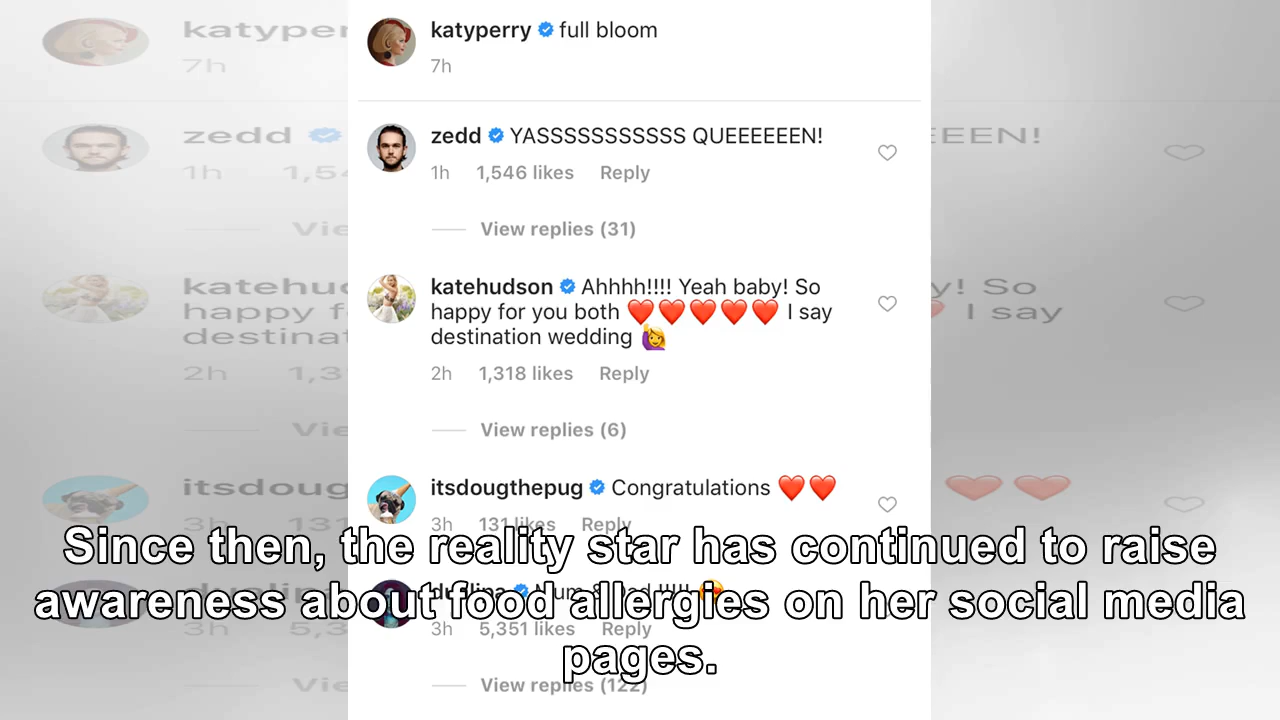 katyperry full bloom
7h
zedd YASSSSSSSSSSS QUEEEEEEN!
1h 1,546 likes Reply
View replies (31)
katehudson Ahhhh!!!! Yeah baby! So
happy for you both ❤️❤️❤️❤️❤️ I say
destination wedding 🙋‍♀️
2h 1,318 likes Reply
View replies (6)
itsdougthepug Congratulations ❤️❤️
3h 131 likes Reply
Since then, the reality star has continued to raise
dualipa Mum & Dad !!!!!
awareness about food allergies on her social media
3h 5,351 likes Reply
pages.
View replies (122)